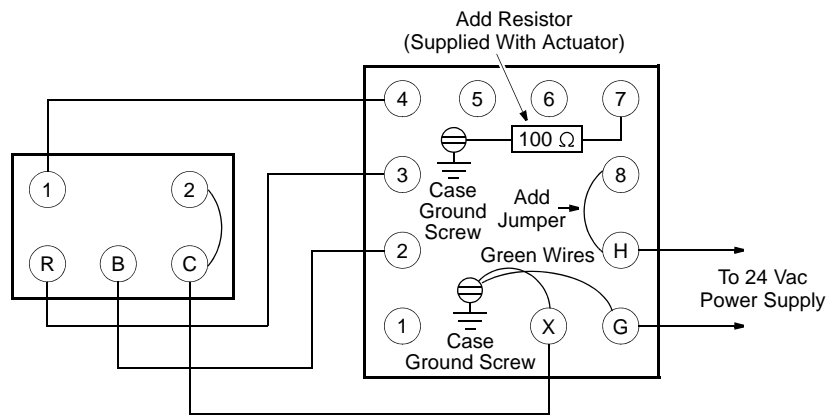 Add Resistor
(Supplied With Actuator)
4
5
6
7
100 Ω
1
2
3
8
Case
Ground
Screw
Add
Jumper
R
B
C
2
Green Wires
H
To 24 Vac
Power Supply
1
X
G
Case
Ground Screw